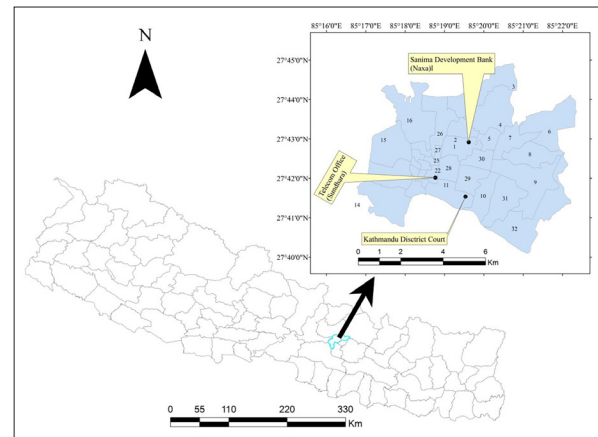 N
85°16'0"E 85°17'0"E 85°18'0"E 85°19'0"E 85°20'0"E 85°21'0"E 85°22'0"E
27°45'0"N
27°44'0"N
27°43'0"N
27°42'0"N
27°41'0"N
27°40'0"N
Sanima Development Bank
(Naxa)l
3
16
4
6
26
2
5
7
15
1
27
8
25
30
22
28
29
9
11
10
31
14
32
Telecom Office
(Sundhara)
Kathmandu Disctrict Court
0 1 2 4 6
Km
0 55 110 220 330
Km